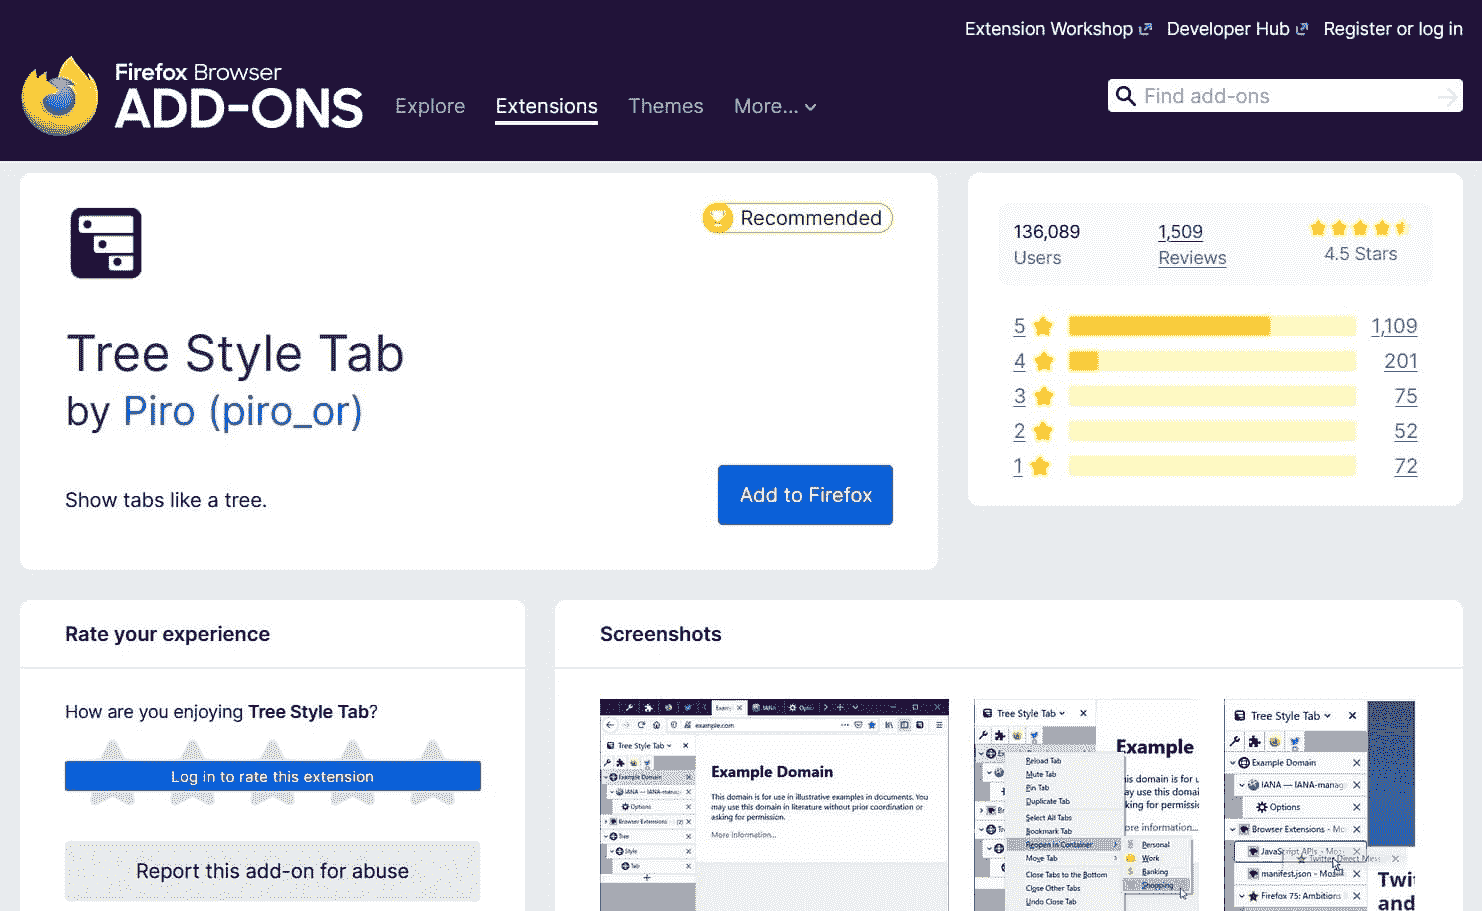 Extension Workshop Developer Hub Register or log in
Firefox Browser
ADD-ONS
Explore Extensions Themes More...
Find add-ons
Recommended
Tree Style Tab
by Piro (piro_or)
Show tabs like a tree.
Add to Firefox
136,089 1,509
Users Reviews 4.5 Stars
5 1,109
4 201
3 75
2 52
1 72
Rate your experience
How are you enjoying Tree Style Tab?
Log in to rate this extension
Report this add-on for abuse
Screenshots
example.com
Tree Style Tab
Example Domain
IANA — IANA-manag
Options
Browser Extensions
Tree
Style
Tab
Example Domain
This domain is for use in illustrative examples in documents. You
may use this domain in literature without prior coordination or
asking for permission.
More information...
Tree Style Tab
Reload Tab
Mute Tab
Pin Tab
Duplicate Tab
Select All Tabs
Bookmark Tab
Reopen in Container
Move Tab
Close Tabs to the Bottom
Close Other Tabs
Undo Close Tab
Personal
Work
Banking
Shopping
Example
is domain is for u
may use this doma
king for permissio
ore information...
Tree Style Tab
Example Domain
IANA — IANA-manag
Options
Browser Extensions - Mo
JavaScript APIs - Moz
Twitter Direct Mes
manifest.json - Moz
Firefox 75: Ambitions
Twi
and